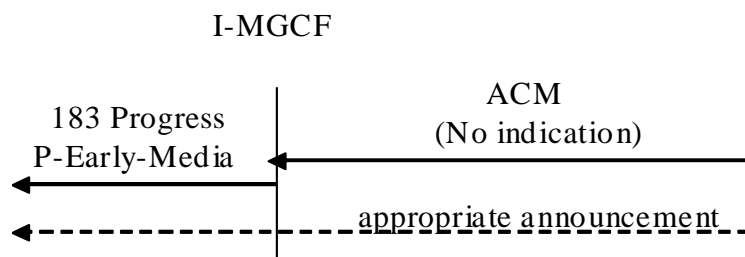 I-MGCF
183 Progress
P-Early-Media
ACM
(No indication)
appropriate announcement